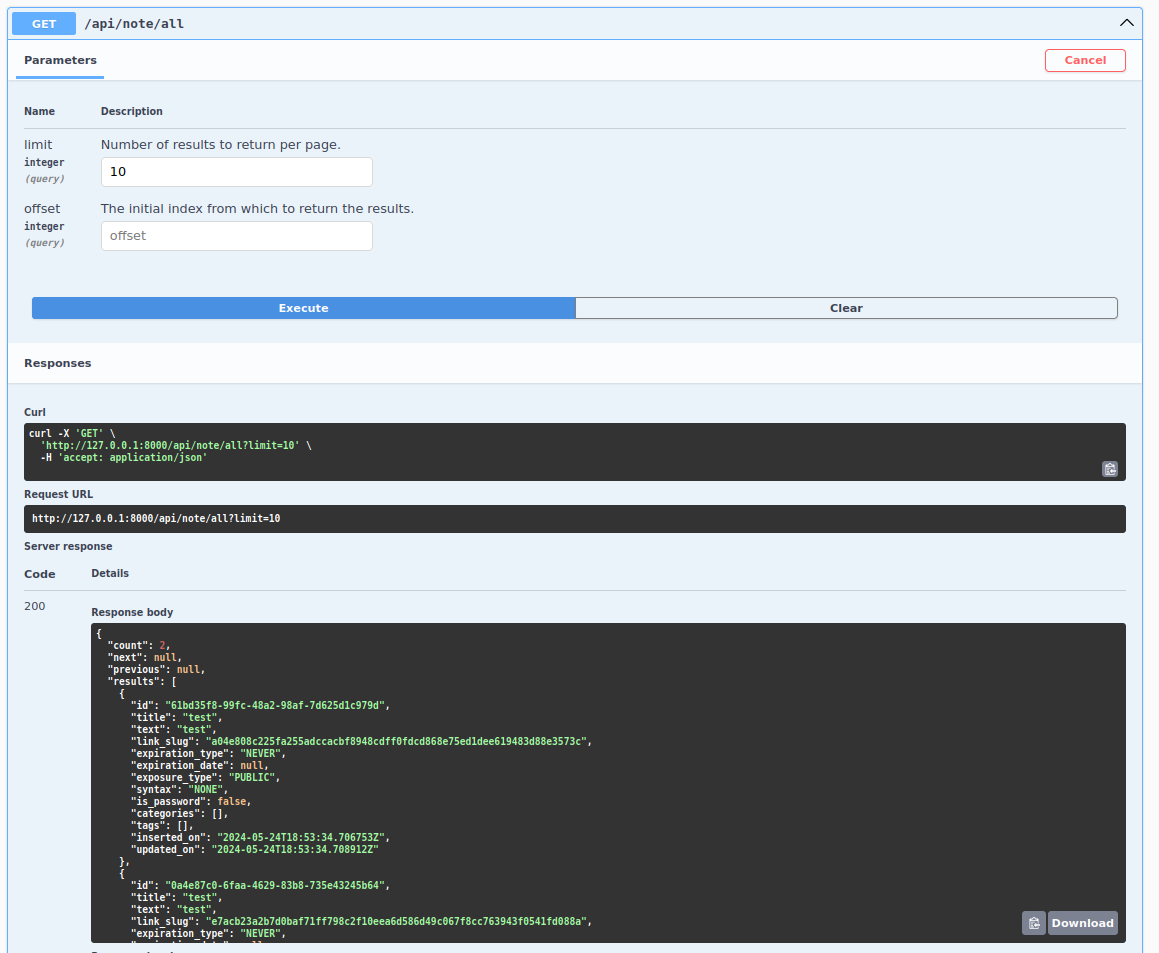 GET /api/note/all
Parameters Cancel
Name Description
limit Number of results to return per page.
integer
(query)
10
offset The initial index from which to return the results.
integer
(query)
offset
Execute Clear
Responses
Curl
curl -X 'GET' \
  'http://127.0.0.1:8000/api/note/all?limit=10' \
  -H 'accept: application/json'
Request URL
http://127.0.0.1:8000/api/note/all?limit=10
Server response
Code Details
200
Response body
{
  "count": 2,
  "next": null,
  "previous": null,
  "results": [
    {
      "id": "61bd35f8-99fc-48a2-98af-7d625d1c979d",
      "title": "test",
      "text": "test",
      "link_slug": "a04e808c225fa255adccacbf8948cdff0fdcd868e75ed1dee619483d88e3573c",
      "expiration_type": "NEVER",
      "expiration_date": null,
      "exposure_type": "PUBLIC",
      "syntax": "NONE",
      "is_password": false,
      "categories": [],
      "tags": [],
      "inserted_on": "2024-05-24T18:53:34.706753Z",
      "updated_on": "2024-05-24T18:53:34.708912Z"
    },
    {
      "id": "0a4e87c0-6faa-4629-83b8-735e43245b64",
      "title": "test",
      "text": "test",
      "link_slug": "e7acb23a2b7d0baf71ff798c2f10eea6d586d49c067f8cc763943f0541fd088a",
      "expiration_type": "NEVER",
Download